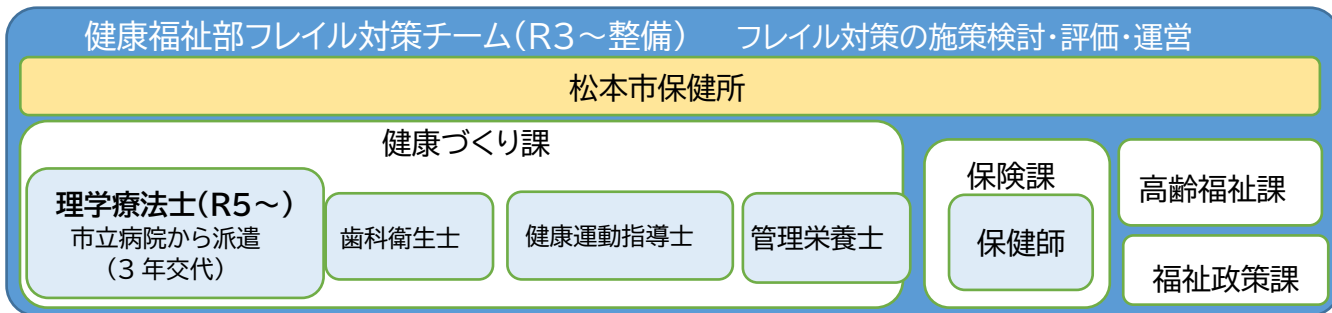 健康福祉部フレイル対策チーム（R3～整備）　フレイル対策の施策検討・評価・運営
松本市保健所
健康づくり課
理学療法士（R5～）
市立病院から派遣
（3年交代）
歯科衛生士
健康運動指導士
管理栄養士
保険課
保健師
高齢福祉課
福祉政策課